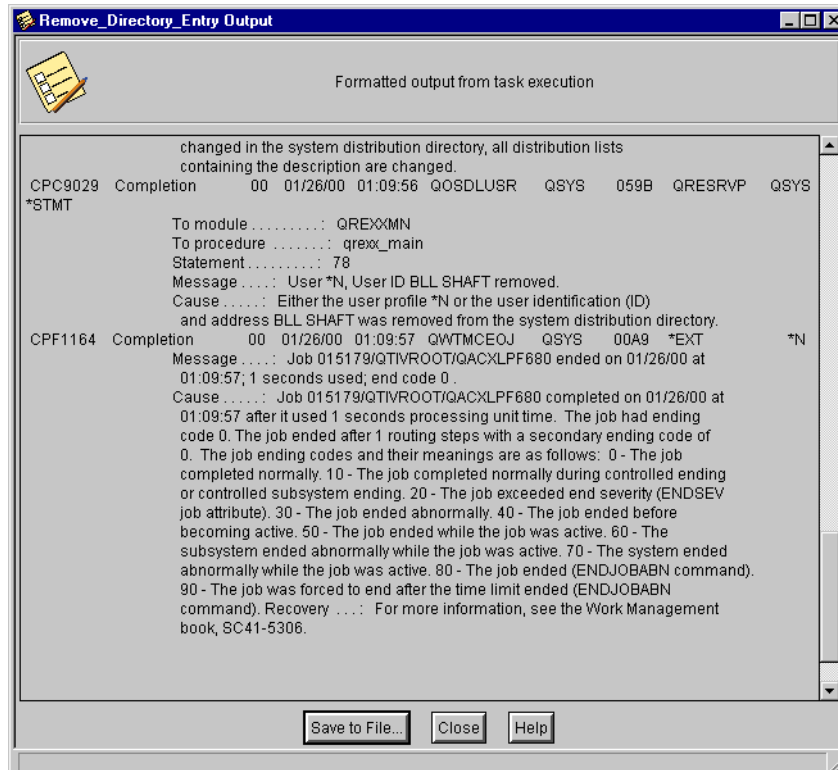 Remove_Directory_Entry Output
Formatted output from task execution
changed in the system distribution directory, all distribution lists
containing the description are changed.
CPC9029 Completion 00 01/26/00 01:09:56 QOSDLUSR QSYS 059B QRESRVP QSYS
*STMT
To module . . . . . . . . . : QREXXMN
To procedure . . . . . . . : qrexx_main
Statement . . . . . . . . . : 78
Message . . . . : User *N, User ID BLL SHAFT removed.
Cause . . . . . : Either the user profile *N or the user identification (ID)
and address BLL SHAFT was removed from the system distribution directory.
CPF1164 Completion 00 01/26/00 01:09:57 QWTMCEOJ QSYS 00A9 *EXT *N
Message . . . . : Job 015179/QTIVROOT/QACXLPF680 ended on 01/26/00 at
01:09:57; 1 seconds used; end code 0 .
Cause . . . . . : Job 015179/QTIVROOT/QACXLPF680 completed on 01/26/00 at
01:09:57 after it used 1 seconds processing unit time. The job had ending
code 0. The job ended after 1 routing steps with a secondary ending code of
0. The job ending codes and their meanings are as follows: 0 - The job
completed normally. 10 - The job completed normally during controlled ending
or controlled subsystem ending. 20 - The job exceeded end severity (ENDSEV
job attribute). 30 - The job ended abnormally. 40 - The job ended before
becoming active. 50 - The job ended while the job was active. 60 - The
subsystem ended abnormally while the job was active. 70 - The system ended
abnormally while the job was active. 80 - The job ended (ENDJOBABN command).
90 - The job was forced to end after the time limit ended (ENDJOBABN
command). Recovery . . . : For more information, see the Work Management
book, SC41-5306.
Save to File... Close Help